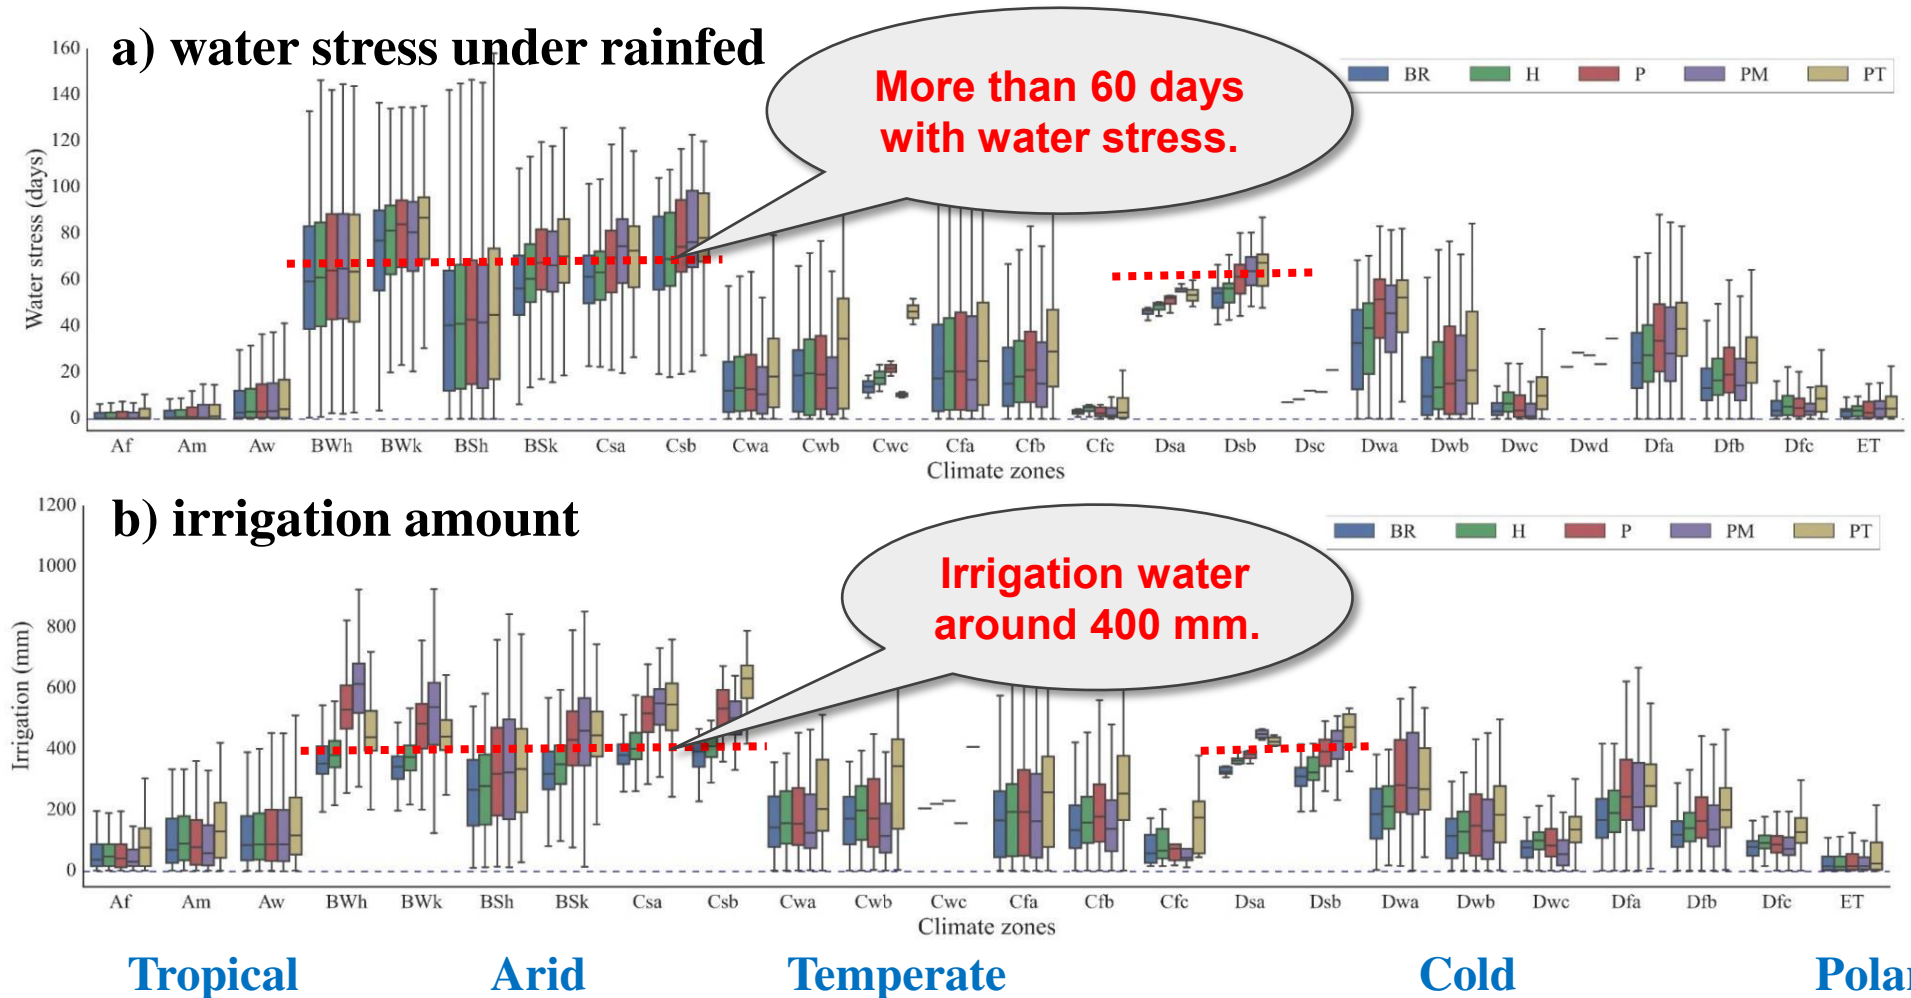 a) water stress under rainfed
More than 60 days
with water stress.
BR H P PM PT
Water stress (days)
160
140
120
100
80
60
40
20
0
Af Am Aw BWh BWk BSh BSk Csa Csb Cwa Cwb Cwc Cfa Cfb Cfc Dsa Dsb Dsc Dwa Dwb Dwc Dwd Dfa Dfb Dfc ET
Climate zones
b) irrigation amount
Irrigation water
around 400 mm.
BR H P PM PT
Irrigation (mm)
1200
1000
800
600
400
200
0
Af Am Aw BWh BWk BSh BSk Csa Csb Cwa Cwb Cwc Cfa Cfb Cfc Dsa Dsb Dwa Dwb Dwc Dfa Dfb Dfc ET
Climate zones
Tropical Arid Temperate Cold Polar